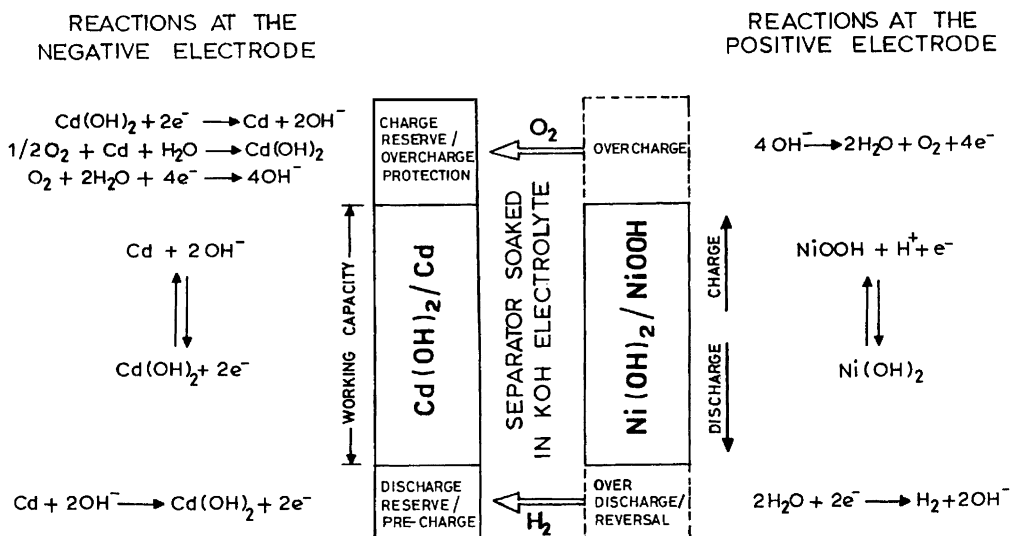 REACTIONS AT THE
NEGATIVE ELECTRODE
REACTIONS AT THE
POSITIVE ELECTRODE
Cd(OH)₂ + 2e⁻ → Cd + 2OH⁻
1/2O₂ + Cd + H₂O → Cd(OH)₂
O₂ + 2H₂O + 4e⁻ → 4OH⁻
Cd + 2OH⁻
Cd(OH)₂ + 2e⁻
Cd + 2OH⁻ → Cd(OH)₂ + 2e⁻
WORKING CAPACITY
CHARGE
RESERVE/
OVERCHARGE
PROTECTION
Cd(OH)₂/Cd
DISCHARGE
RESERVE/
PRE-CHARGE
O₂
SEPARATOR SOAKED
IN KOH ELECTROLYTE
H₂
OVERCHARGE
Ni(OH)₂/NiOOH
OVER
DISCHARGE/
REVERSAL
CHARGE
DISCHARGE
4OH⁻ → 2H₂O + O₂ + 4e⁻
NiOOH + H⁺ + e⁻
Ni(OH)₂
2H₂O + 2e⁻ → H₂ + 2OH⁻